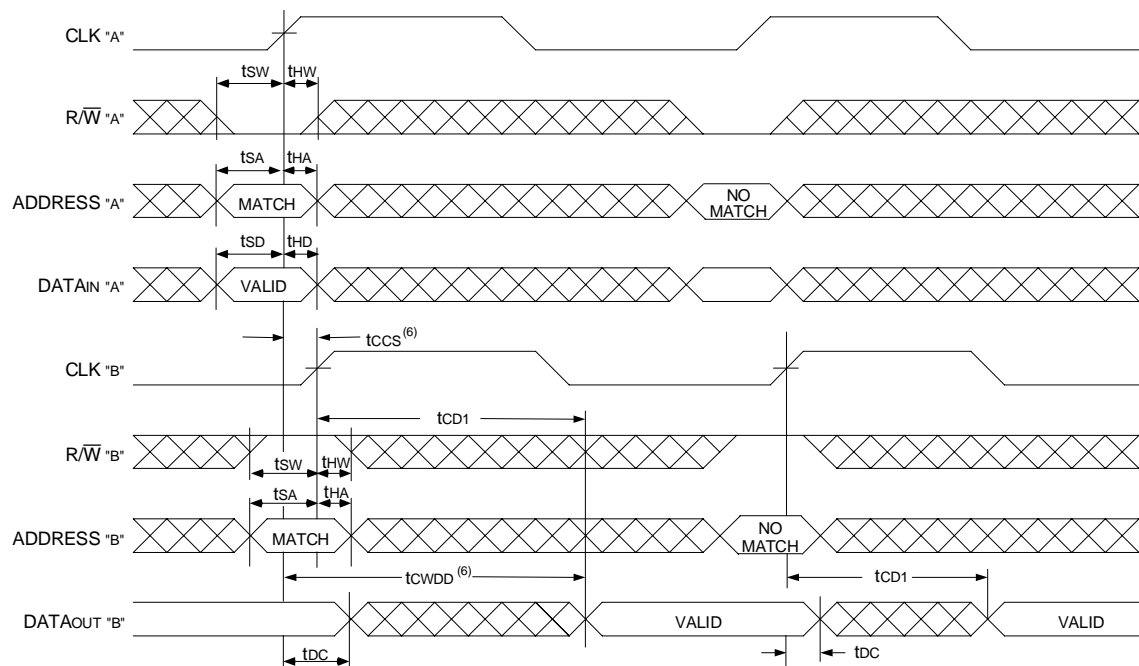 CLK "A"
tSW tHW
R/W̅ "A"
tSA tHA
ADDRESS "A" MATCH NO MATCH
tSD tHD
DATAIN "A" VALID
tCCS (6)
CLK "B"
tCD1
R/W̅ "B"
tSW tHW
tSA tHA
ADDRESS "B" MATCH NO MATCH
tCWDD (6) tCD1
DATAOUT "B" VALID VALID
tDC tDC